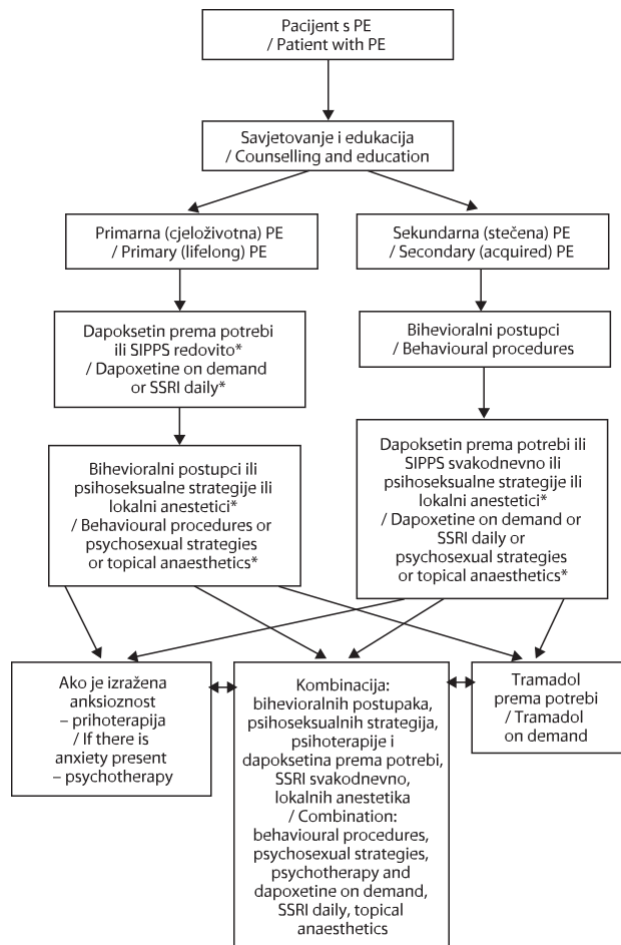 Pacijent s PE
/ Patient with PE
Savjetovanje i edukacija
/ Counselling and education
Primarna (cjeloživotna) PE
/ Primary (lifelong) PE
Sekundarna (stečena) PE
/ Secondary (acquired) PE
Dapoksetin prema potrebi
ili SIPPS redovito*
/ Dapoxetine on demand
or SSRI daily*
Bihevioralni postupci
/ Behavioural procedures
Bihevioralni postupci ili
psihoseksualne strategije ili
lokalni anestetici*
/ Behavioural procedures or
psychosexual strategies
or topical anaesthetics*
Dapoksetin prema potrebi ili
SIPPS svakodnevno ili
psihoseksualne strategije ili
lokalni anestetici*
/ Dapoxetine on demand or
SSRI daily or
psychosexual strategies
or topical anaesthetics*
Ako je izražena
anksioznost
– prihoterapija
/ If there is
anxiety present
– psychotherapy
Kombinacija:
bihevioralnih postupaka,
psihoseksualnih strategija,
psihoterapije i
dapoksetina prema potrebi,
SSRI svakodnevno,
lokalnih anestetika
/ Combination:
behavioural procedures,
psychosexual strategies,
psychotherapy and
dapoxetine on demand,
SSRI daily, topical
anaesthetics
Tramadol
prema potrebi
/ Tramadol
on demand